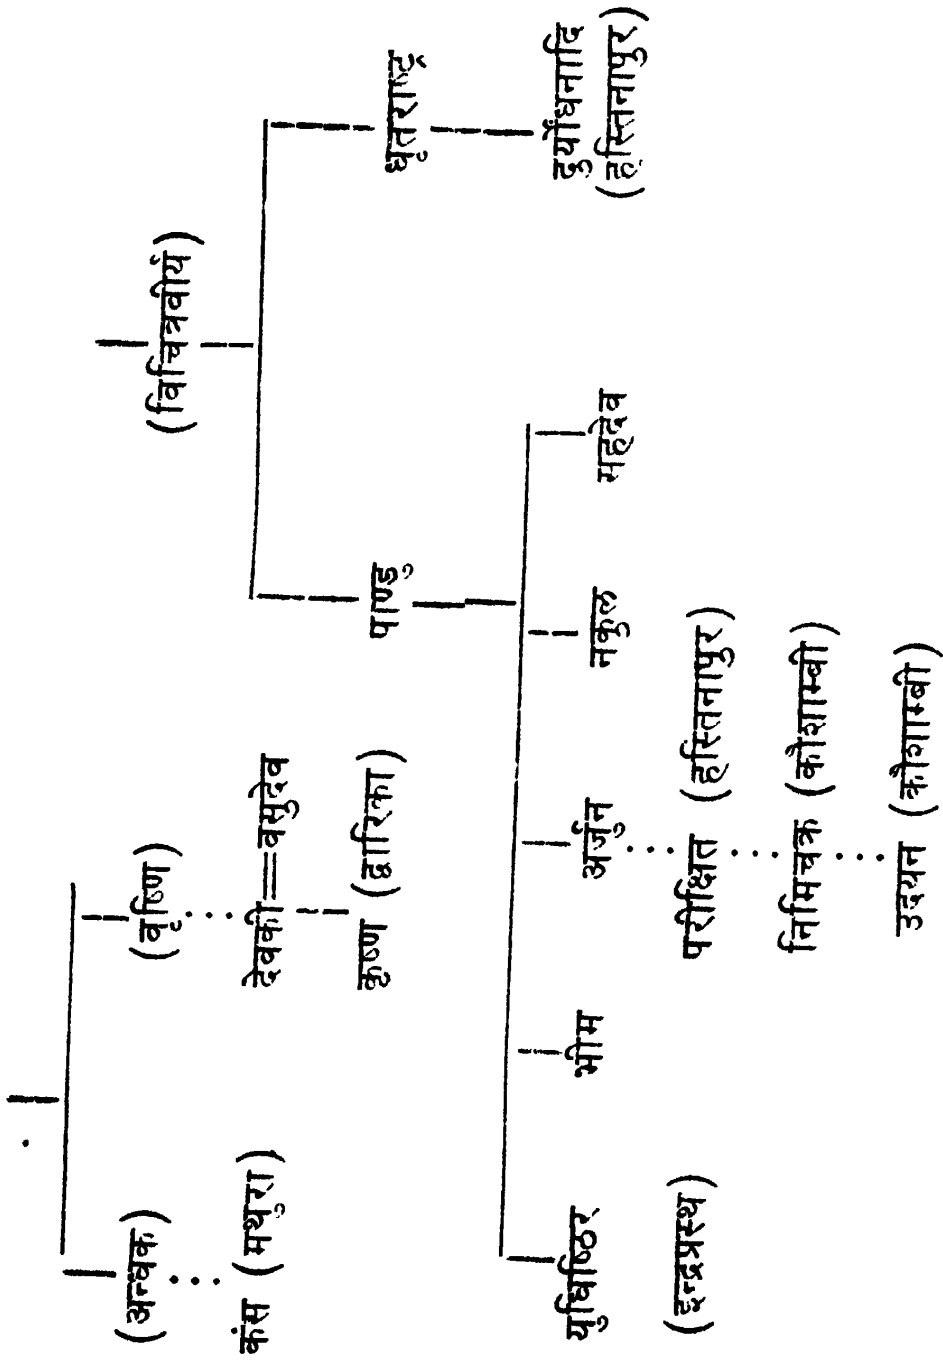 (अन्धक) (वृष्णि) (विचित्रवीर्य)
कंस (मथुरा) देवकी=वसुदेव
कृष्ण (द्वारिका) पाण्डु धृतराष्ट्र
युधिष्ठिर भीम अर्जुन नकुल सहदेव दुर्योधनादि
(इन्द्रप्रस्थ) (हस्तिनापुर)
परीक्षित (हस्तिनापुर)
निमिचक्र (कौशाम्बी)
उदयन (कौशाम्बी)